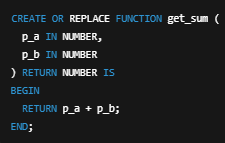 CREATE OR REPLACE FUNCTION get_sum (
  p_a IN NUMBER,
  p_b IN NUMBER
) RETURN NUMBER IS
BEGIN
  RETURN p_a + p_b;
END;